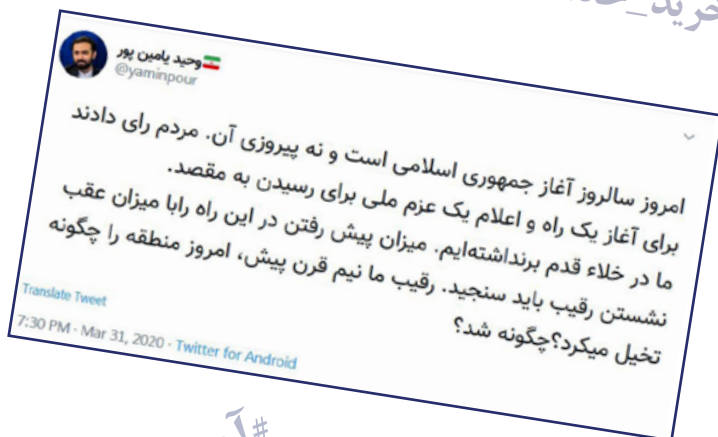 خرید
وحید یامین پور
@yaminpour
امروز سالروز آغاز جمهوری اسلامی است و نه پیروزی آن. مردم رای دادند
برای آغاز یک راه و اعلام یک عزم ملی برای رسیدن به مقصد.
ما در خلاء قدم برنداشته‌ایم. میزان پیش رفتن در این راه رابا میزان عقب
نشستن رقیب باید سنجید. رقیب ما نیم قرن پیش، امروز منطقه را چگونه
تخیل میکرد؟چگونه شد؟
Translate Tweet
7:30 PM · Mar 31, 2020 · Twitter for Android